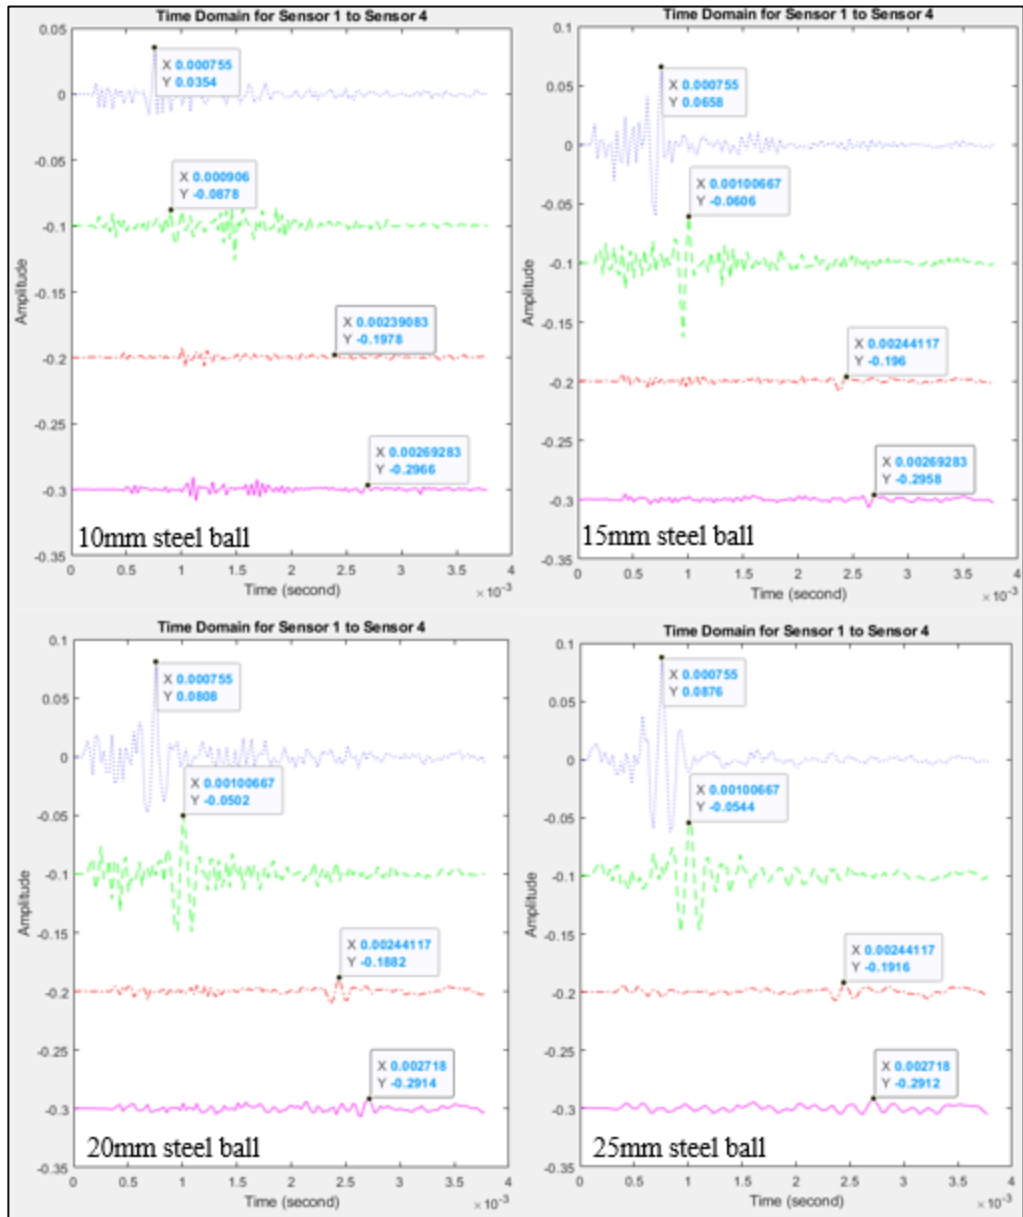 Time Domain for Sensor 1 to Sensor 4
0.05
0
-0.05
-0.1
-0.15
-0.2
-0.25
-0.3
-0.35
Amplitude
X 0.000755
Y 0.0354
X 0.000906
Y -0.0878
X 0.00239083
Y -0.1978
X 0.00269283
Y -0.2966
10mm steel ball
0 0.5 1 1.5 2 2.5 3 3.5 4
Time (second)
×10-3
Time Domain for Sensor 1 to Sensor 4
0.1
0.05
0
-0.05
-0.1
-0.15
-0.2
-0.25
-0.3
-0.35
Amplitude
X 0.000755
Y 0.0658
X 0.00100667
Y -0.0606
X 0.00244117
Y -0.196
X 0.00269283
Y -0.2958
15mm steel ball
0 0.5 1 1.5 2 2.5 3 3.5 4
Time (second)
×10-3
Time Domain for Sensor 1 to Sensor 4
0.1
0.05
0
-0.05
-0.1
-0.15
-0.2
-0.25
-0.3
-0.35
Amplitude
X 0.000755
Y 0.0808
X 0.00100667
Y -0.0502
X 0.00244117
Y -0.1882
X 0.002718
Y -0.2914
20mm steel ball
0 0.5 1 1.5 2 2.5 3 3.5 4
Time (second)
×10-3
Time Domain for Sensor 1 to Sensor 4
0.1
0.05
0
-0.05
-0.1
-0.15
-0.2
-0.25
-0.3
-0.35
Amplitude
X 0.000755
Y 0.0876
X 0.00100667
Y -0.0544
X 0.00244117
Y -0.1916
X 0.002718
Y -0.2912
25mm steel ball
0 0.5 1 1.5 2 2.5 3 3.5 4
Time (second)
×10-3